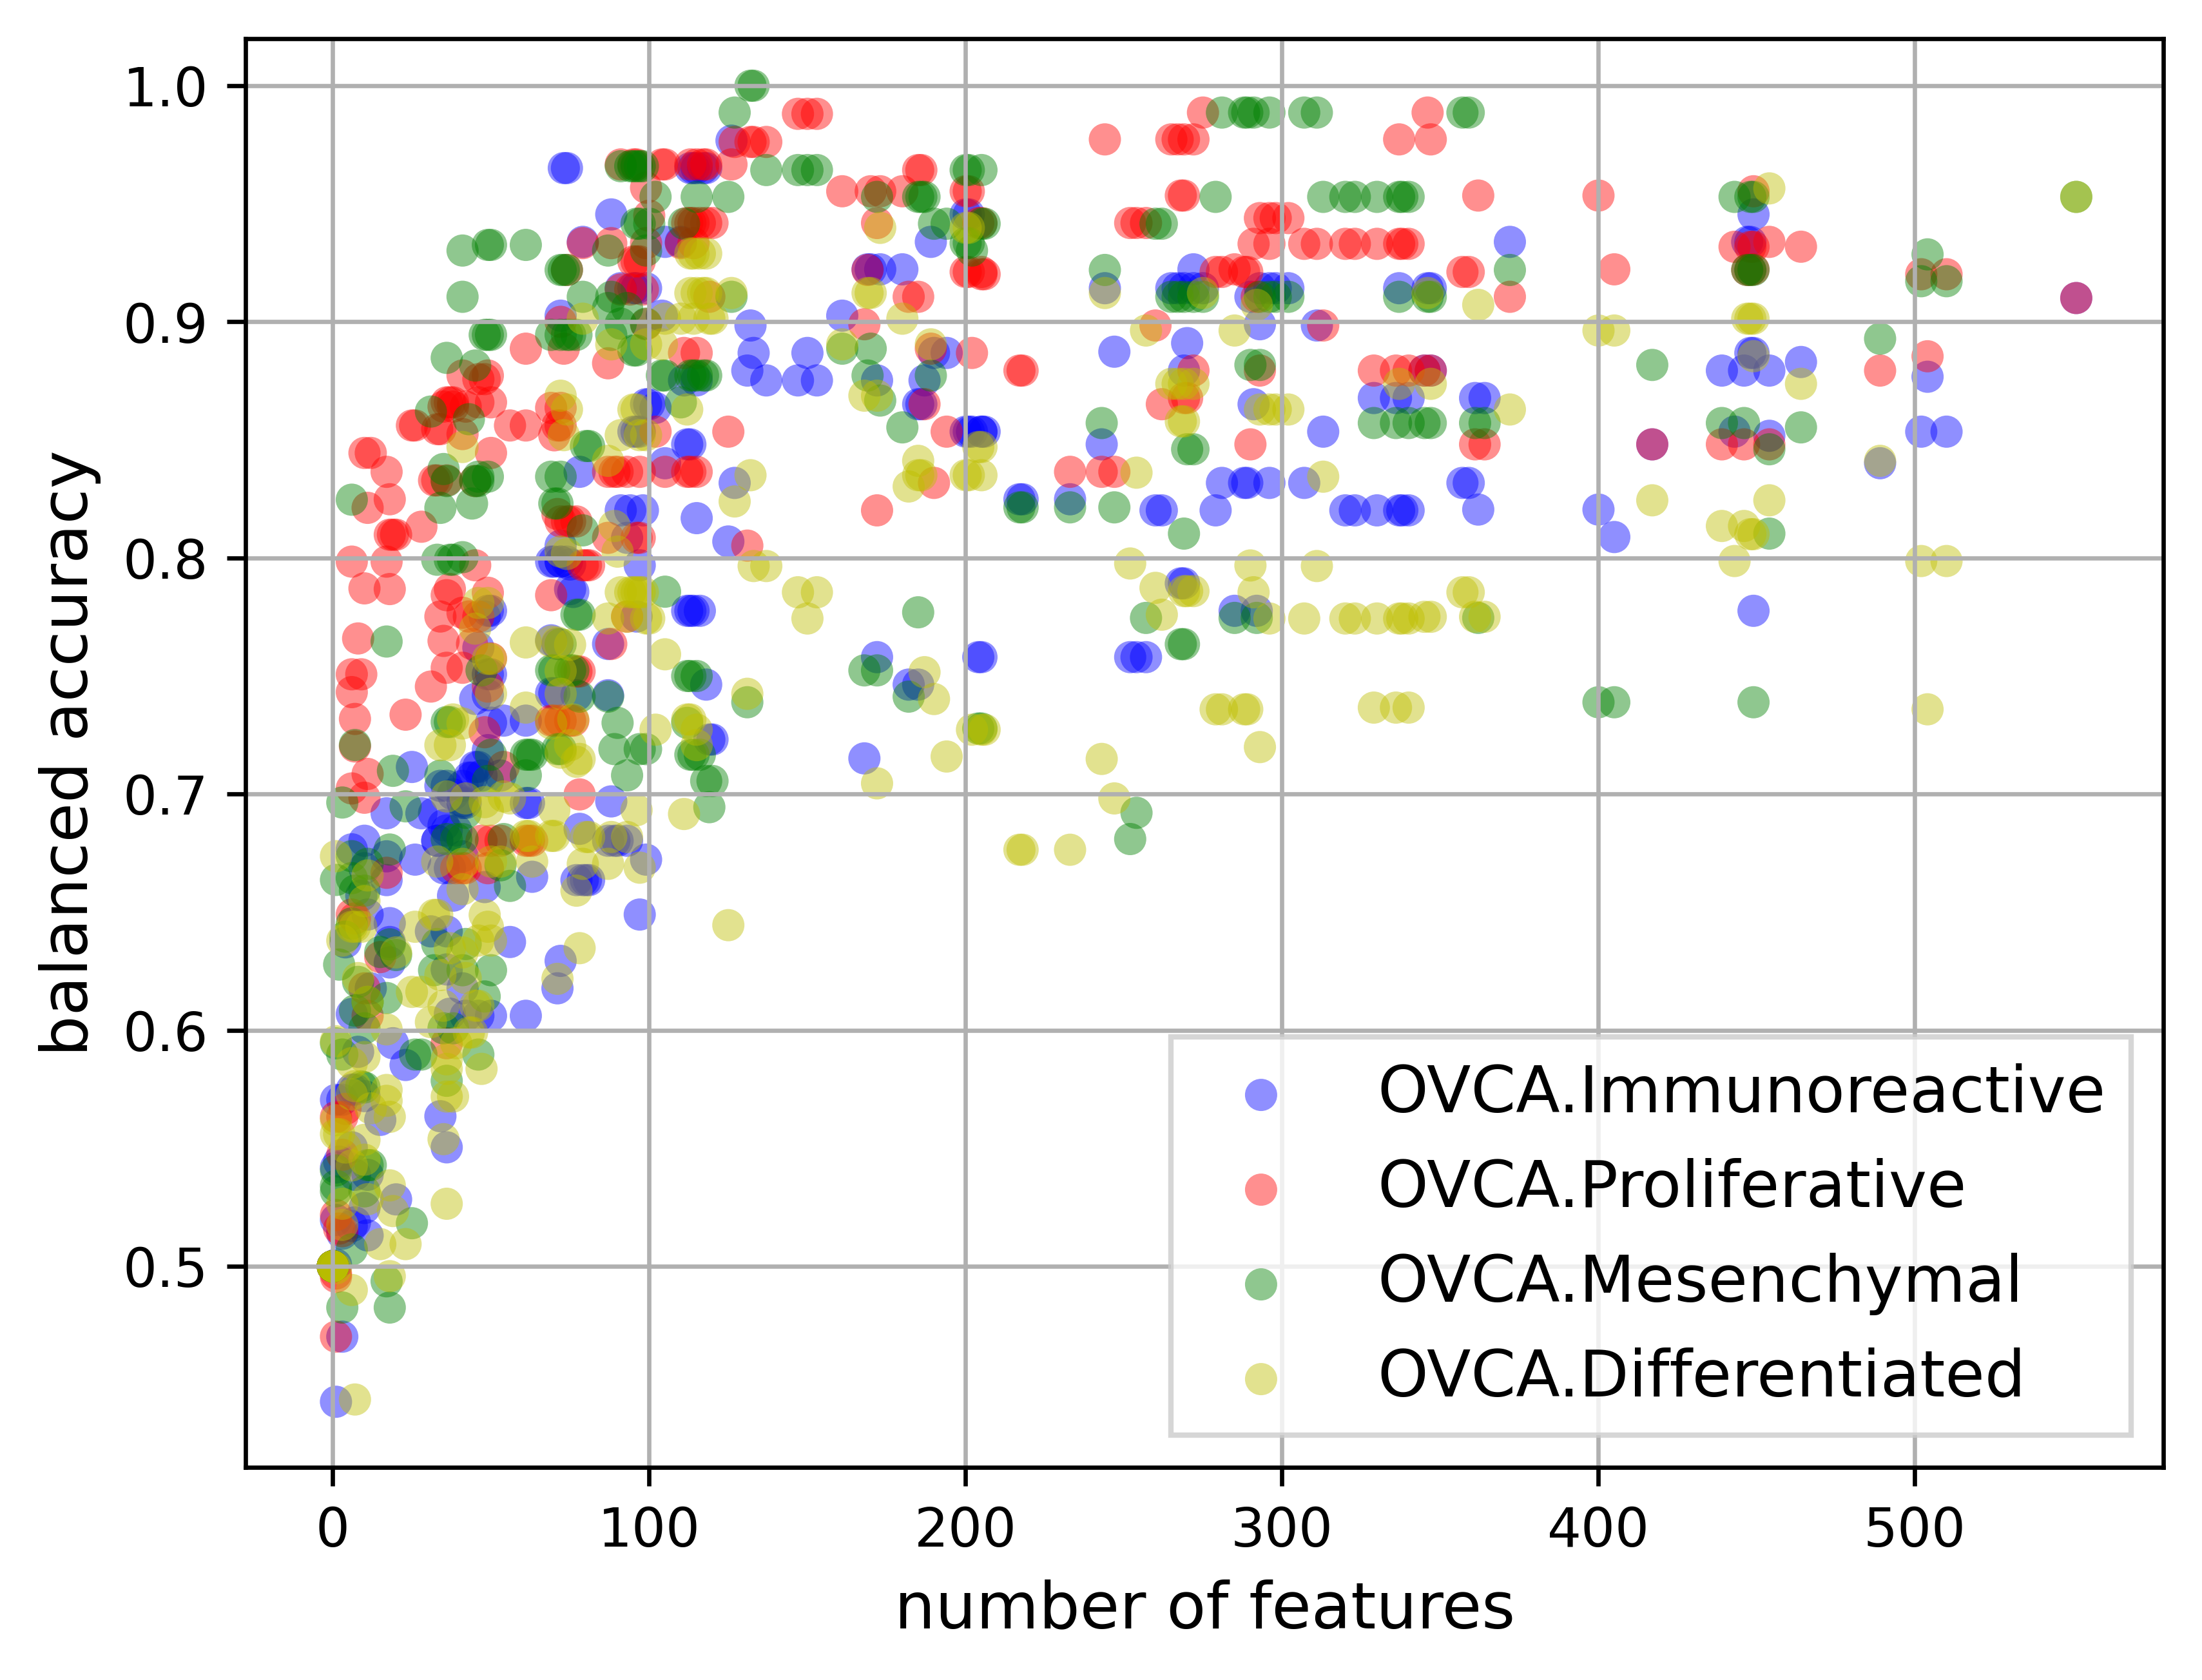 1.0
0.9
0.8
0.7
0.6
0.5
balanced accuracy
OVCA.Immunoreactive
OVCA.Proliferative
OVCA.Mesenchymal
OVCA.Differentiated
0 100 200 300 400 500
number of features